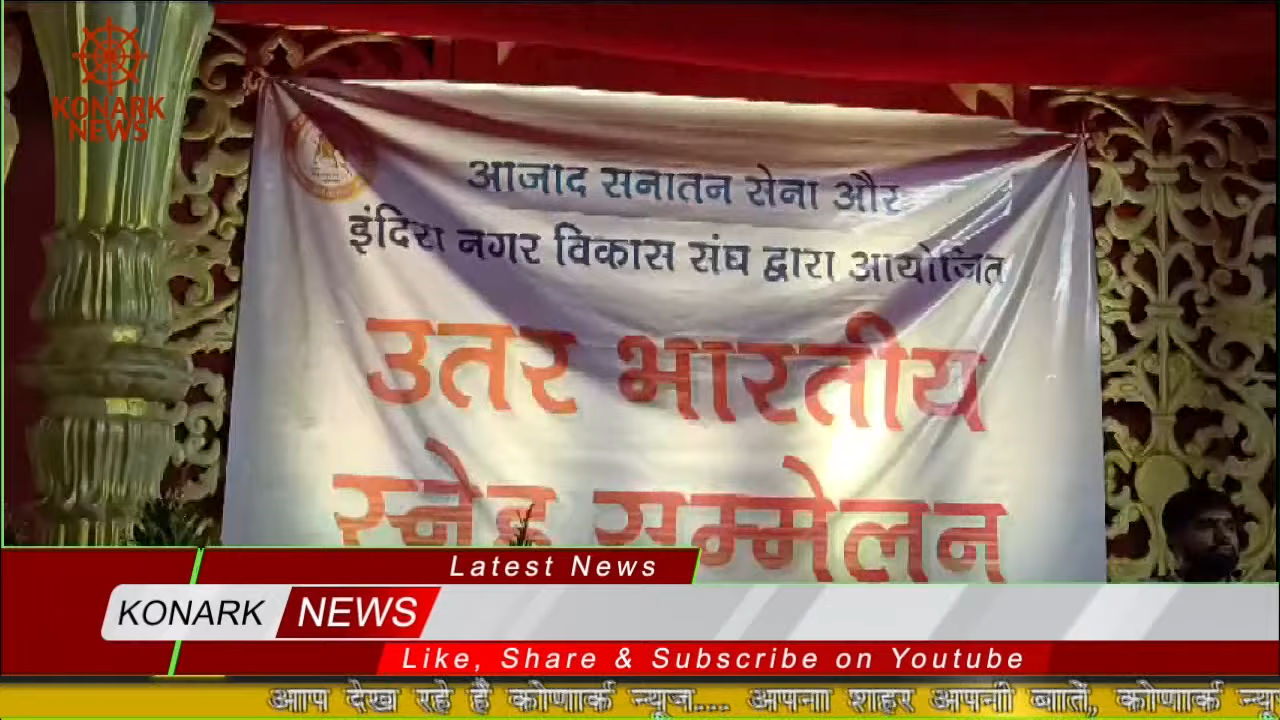 KONARK
NEWS
आजाद सनातन सेना और
इंदिरा नगर विकास संघ द्वारा आयोजित
उतर भारतीय
स्नेह सम्मेलन
Latest News
KONARK NEWS
Like, Share & Subscribe on Youtube
आाप देख रहे हैं कोणार्क न्यूज.... अपनाा शहर अपनाी बाातें, कोणार्क न्यू